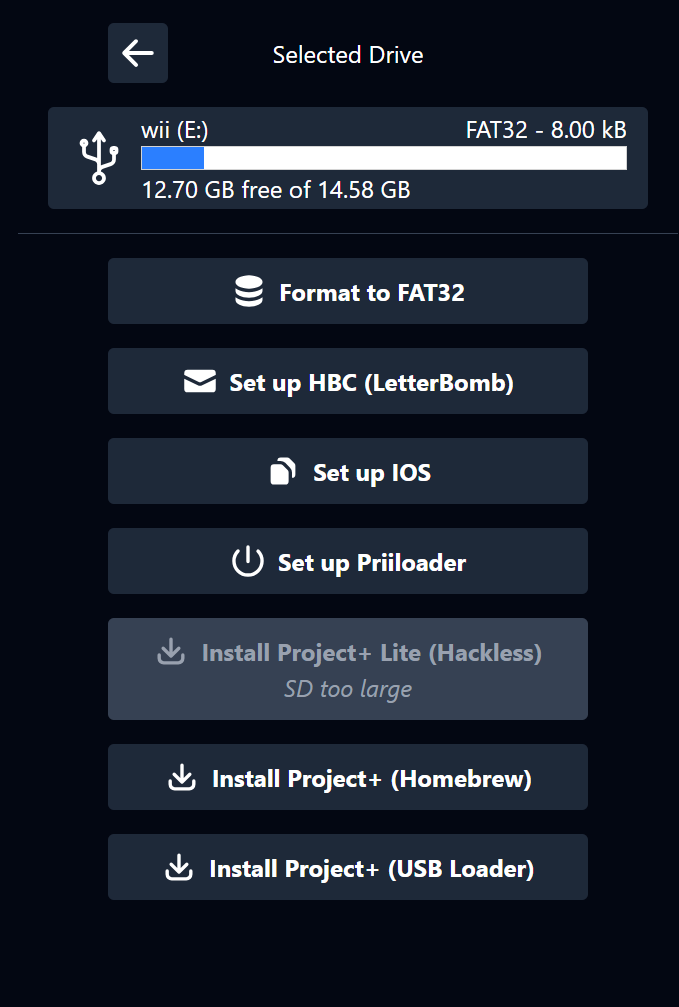 Selected Drive
wii (E:)
FAT32 - 8.00 kB
12.70 GB free of 14.58 GB
Format to FAT32
Set up HBC (LetterBomb)
Set up IOS
Set up Priiloader
Install Project+ Lite (Hackless)
SD too large
Install Project+ (Homebrew)
Install Project+ (USB Loader)